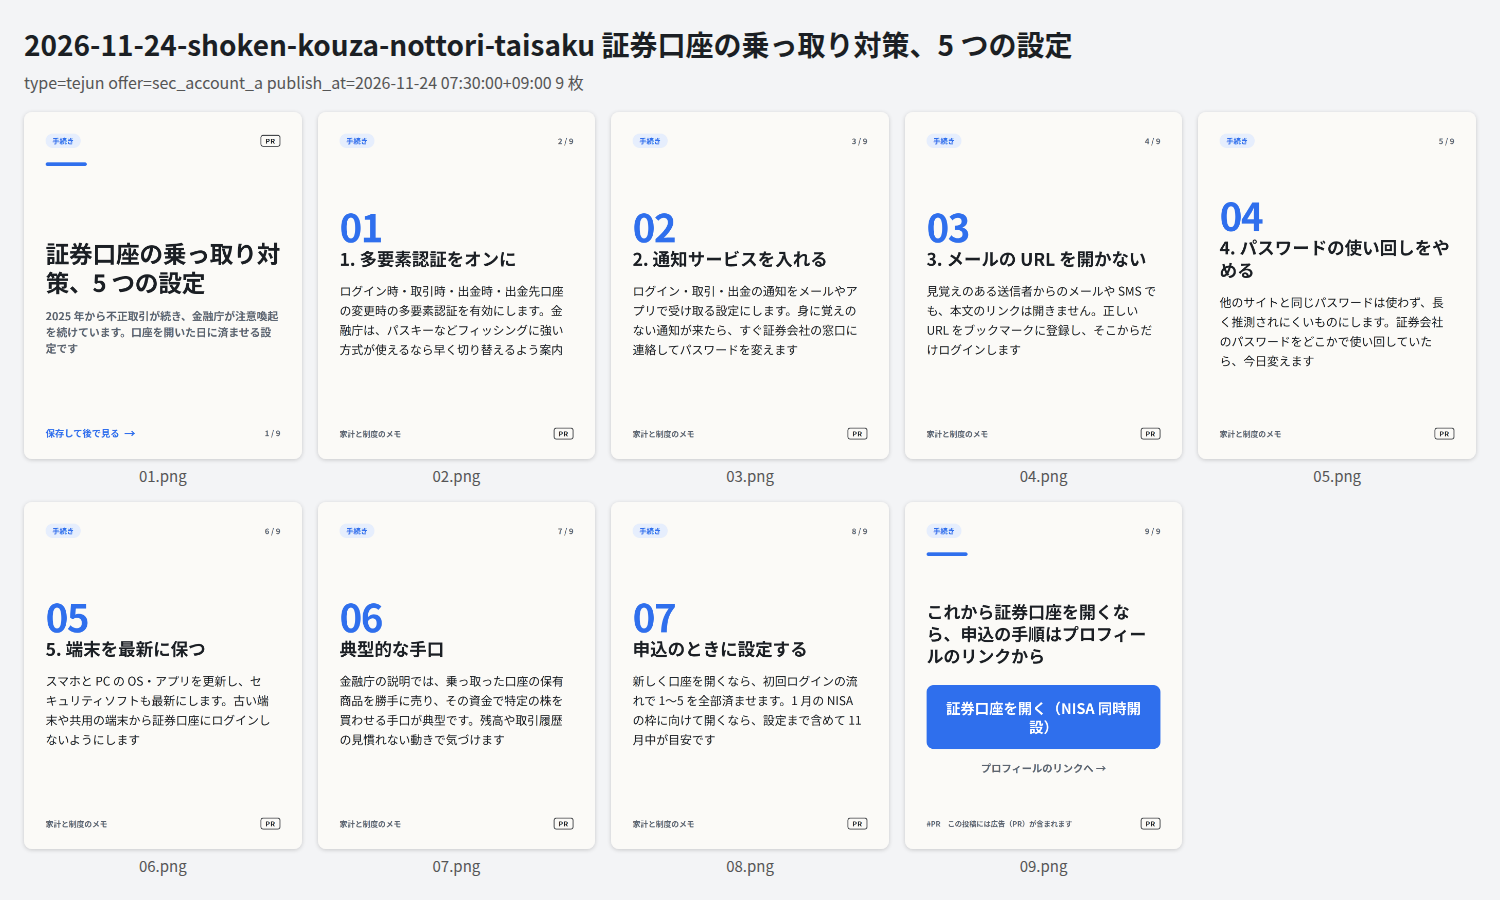 2026-11-24-shoken-kouza-nottori-taisaku 証券口座の乗っ取り対策、5 つの設定
type=tejun offer=sec_account_a publish_at=2026-11-24 07:30:00+09:00 9 枚
手続き
PR
証券口座の乗っ取り対
策、5 つの設定
2025 年から不正取引が続き、金融庁が注意喚起
を続けています。口座を開いた日に済ませる設
定です
保存して後で見る →
1 / 9
01.png
手続き
2 / 9
01
1. 多要素認証をオンに
ログイン時・取引時・出金時・出金先口座
の変更時の多要素認証を有効にします。金
融庁は、パスキーなどフィッシングに強い
方式が使えるなら早く切り替えるよう案内
家計と制度のメモ
PR
02.png
手続き
3 / 9
02
2. 通知サービスを入れる
ログイン・取引・出金の通知をメールやア
プリで受け取る設定にします。身に覚えの
ない通知が来たら、すぐ証券会社の窓口に
連絡してパスワードを変えます
家計と制度のメモ
PR
03.png
手続き
4 / 9
03
3. メールの URL を開かない
見覚えのある送信者からのメールや SMS で
も、本文のリンクは開きません。正しい
URL をブックマークに登録し、そこからだ
けログインします
家計と制度のメモ
PR
04.png
手続き
5 / 9
04
4. パスワードの使い回しをや
める
他のサイトと同じパスワードは使わず、長
く推測されにくいものにします。証券会社
のパスワードをどこかで使い回していた
ら、今日変えます
家計と制度のメモ
PR
05.png
手続き
6 / 9
05
5. 端末を最新に保つ
スマホと PC の OS・アプリを更新し、セ
キュリティソフトも最新にします。古い端
末や共用の端末から証券口座にログインし
ないようにします
家計と制度のメモ
PR
06.png
手続き
7 / 9
06
典型的な手口
金融庁の説明では、乗っ取った口座の保有
商品を勝手に売り、その資金で特定の株を
買わせる手口が典型です。残高や取引履歴
の見慣れない動きで気づけます
家計と制度のメモ
PR
07.png
手続き
8 / 9
07
申込のときに設定する
新しく口座を開くなら、初回ログインの流
れで 1〜5 を全部済ませます。1 月の NISA
の枠に向けて開くなら、設定まで含めて 11
月中が目安です
家計と制度のメモ
PR
08.png
手続き
9 / 9
これから証券口座を開くな
ら、申込の手順はプロフィー
ルのリンクから
証券口座を開く（NISA 同時開
設）
プロフィールのリンクへ →
#PR この投稿には広告（PR）が含まれます
PR
09.png